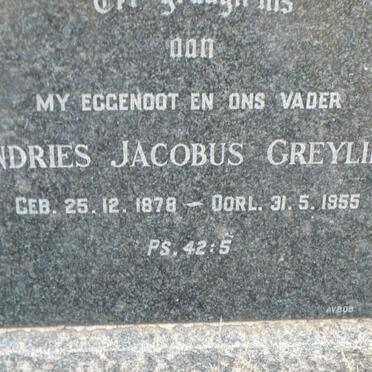 aan
MY EGGENOOT EN ONS VADER
NDRIES JACOBUS GREYLI
GEB. 25.12.1878 — OORL. 31.5.1955
PS. 42:5
AVBOB